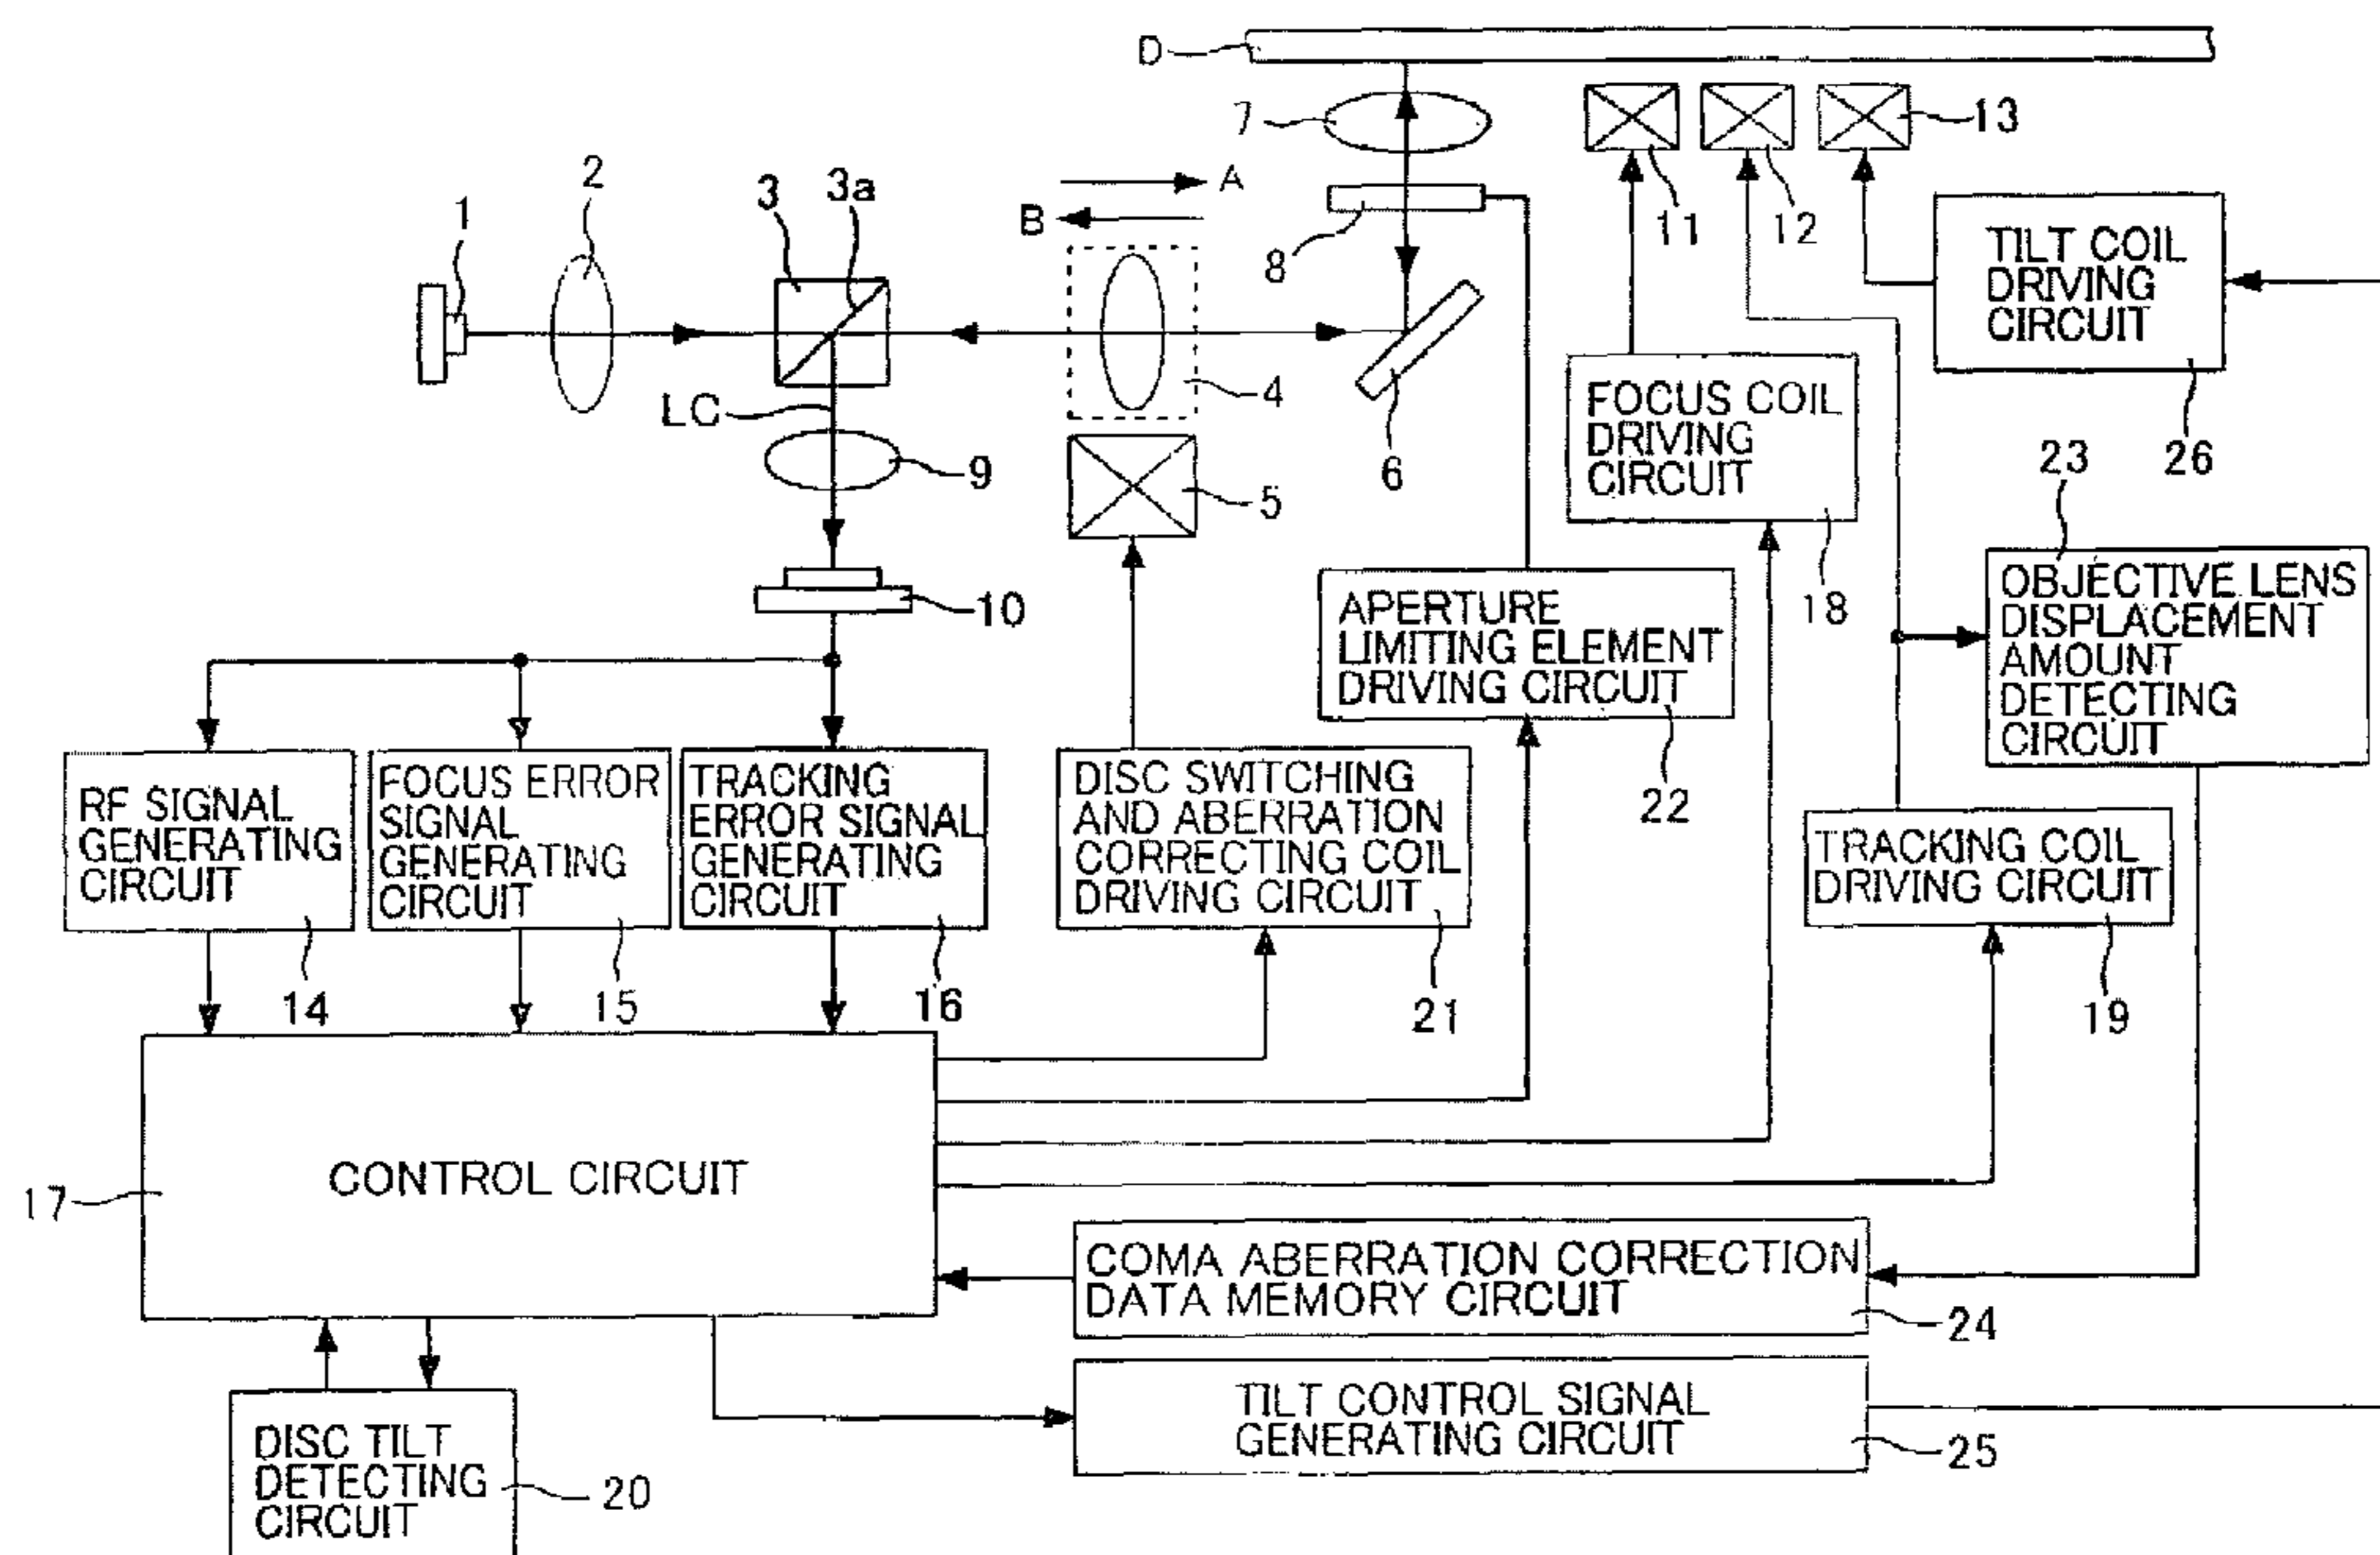 D
7
13
2
A
3
3a
1
B
11
12
8
TILT COIL
DRIVING
CIRCUIT
LC
4
FOCUS COIL
DRIVING
CIRCUIT
6
23
26
9
5
18
OBJECTIVE LENS
DISPLACEMENT
AMOUNT
DETECTING
CIRCUIT
10
APERTURE
LIMITING ELEMENT
DRIVING CIRCUIT
22
RF SIGNAL
GENERATING
CIRCUIT
FOCUS ERROR
SIGNAL
GENERATING
CIRCUIT
TRACKING
ERROR SIGNAL
GENERATING
CIRCUIT
DISC SWITCHING
AND ABERRATION
CORRECTING COIL
DRIVING CIRCUIT
TRACKING COIL
DRIVING CIRCUIT
14
15
16
21
19
17
CONTROL CIRCUIT
COMA ABERRATION CORRECTION
DATA MEMORY CIRCUIT
24
TILT CONTROL SIGNAL
GENERATING CIRCUIT
25
DISC TILT
DETECTING
CIRCUIT
20